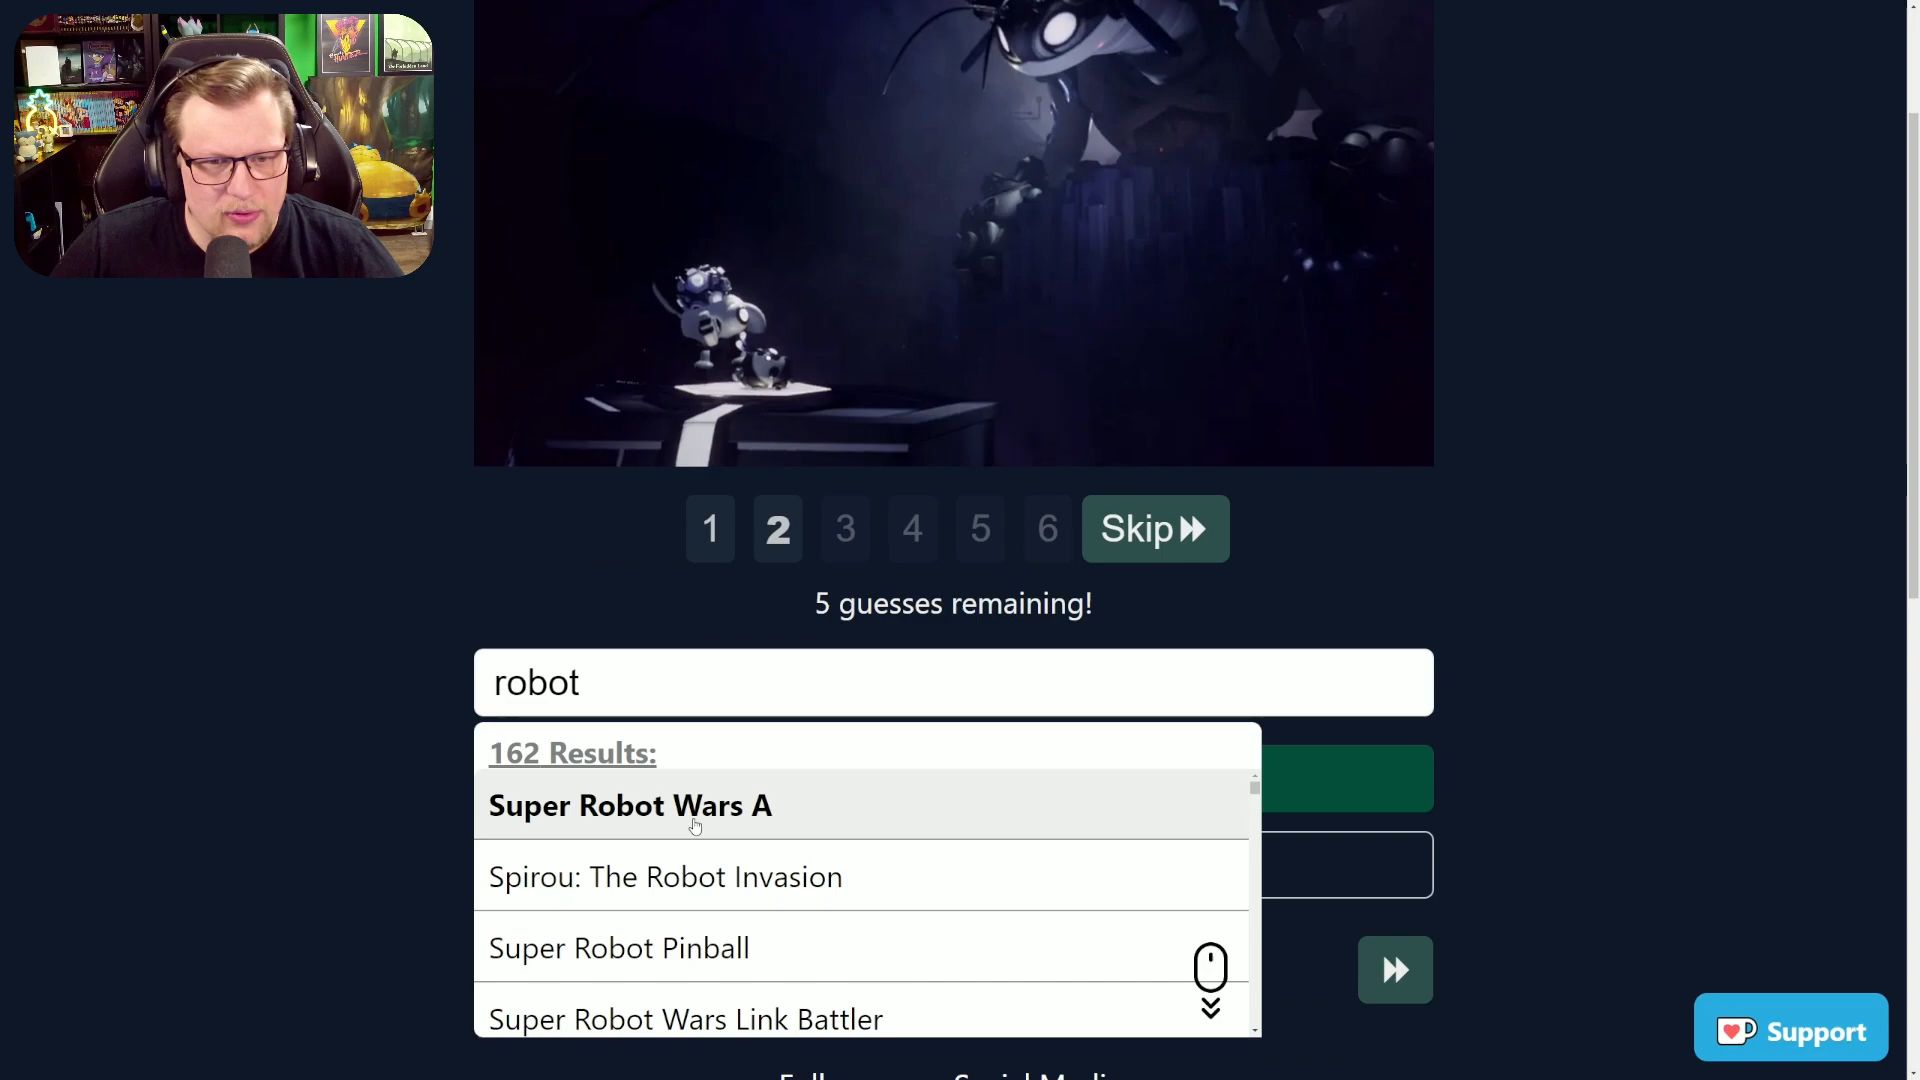 1 2 3 4 5 6 Skip
5 guesses remaining!
robot
162 Results:
Super Robot Wars A
Spirou: The Robot Invasion
Super Robot Pinball
Super Robot Wars Link Battler
Support